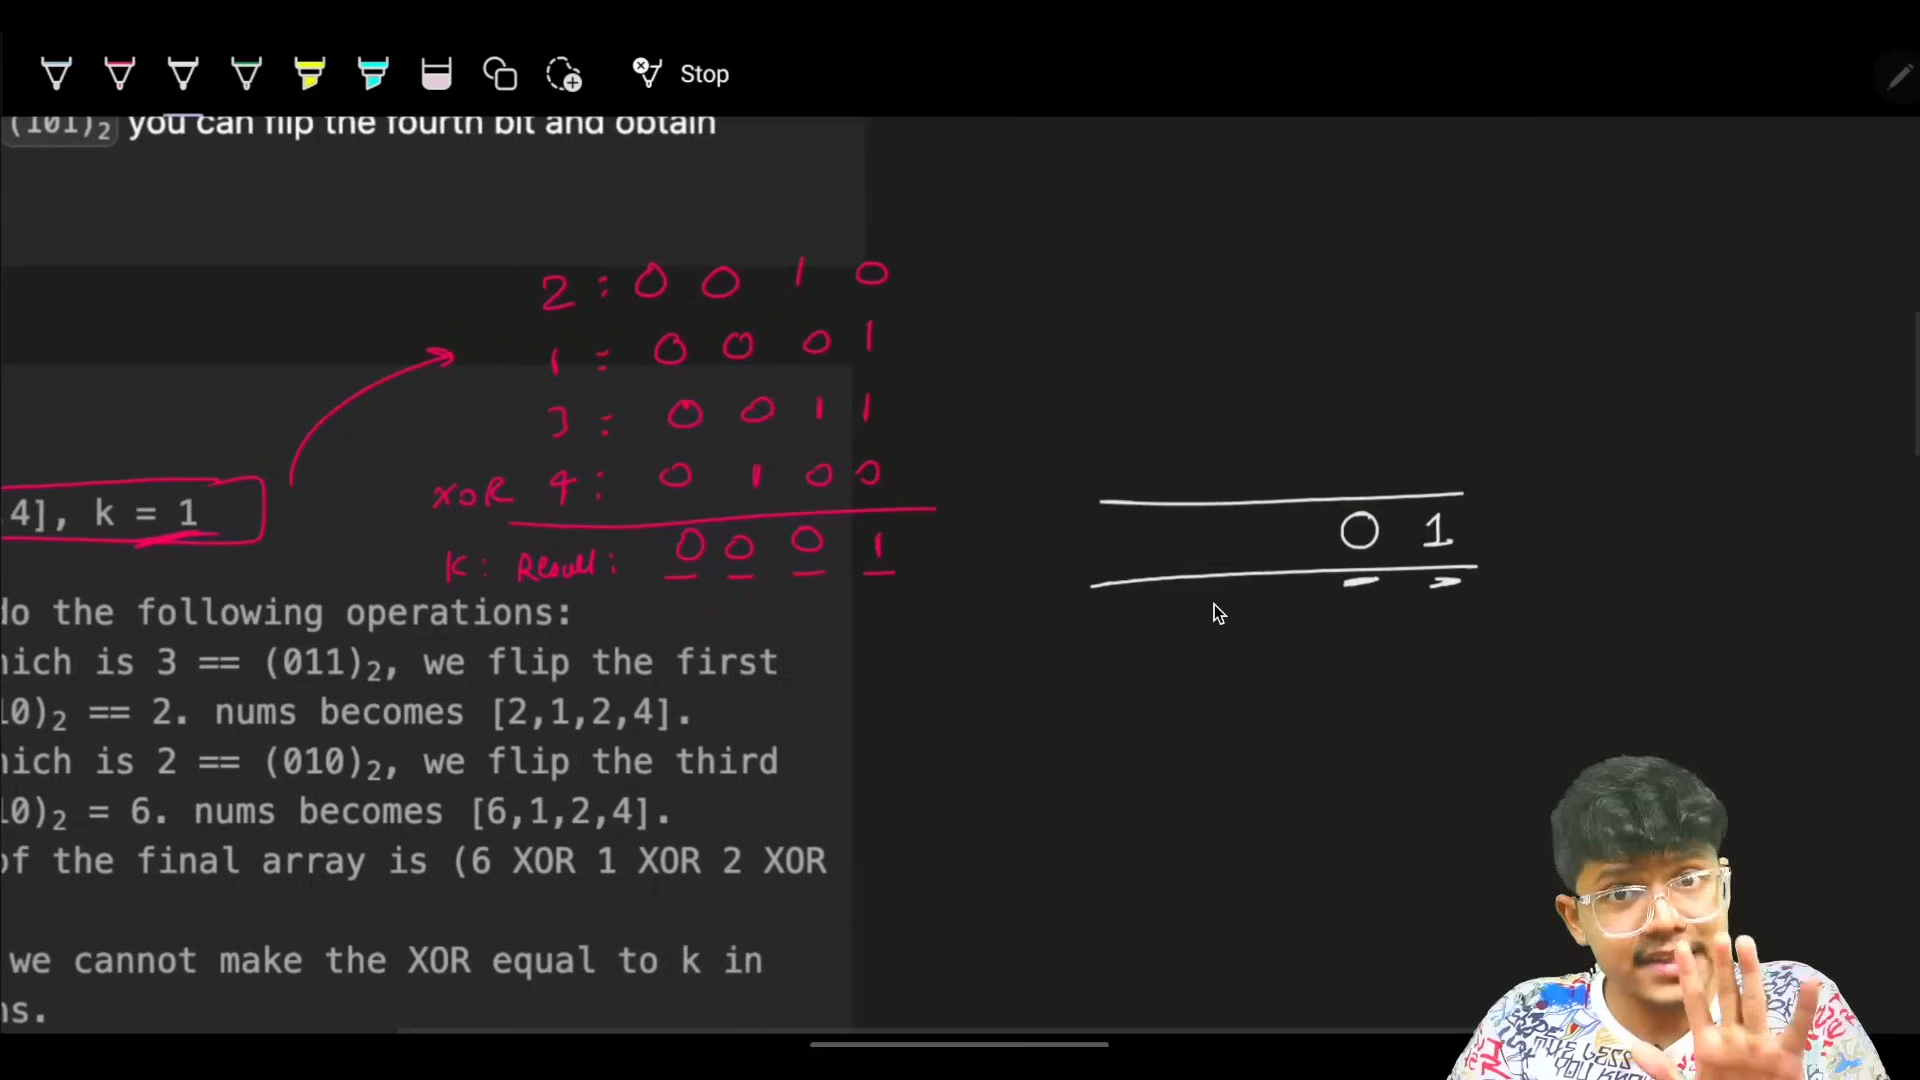 Stop
(101)₂ you can flip the fourth bit and obtain
2 : 0 0 1 0
1 : 0 0 0 1
3 : 0 0 1 1
XOR 4 : 0 1 0 0
4], k = 1
K : Result : 0 0 0 1
0 1
do the following operations:
hich is 3 == (011)₂, we flip the first
10)₂ == 2. nums becomes [2,1,2,4].
hich is 2 == (010)₂, we flip the third
10)₂ = 6. nums becomes [6,1,2,4].
of the final array is (6 XOR 1 XOR 2 XOR
we cannot make the XOR equal to k in
ns.